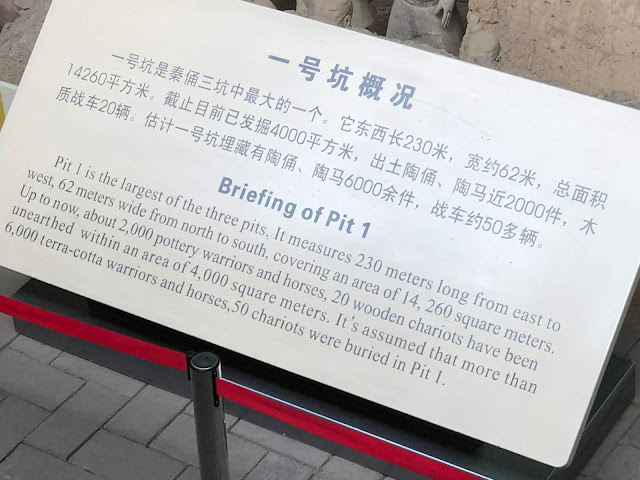 一号坑概况
一号坑是秦俑三坑中最大的一个。它东西长230米，宽约62米，总面积
14260平方米。截止目前已发掘4000平方米，出土陶俑、陶马近2000件，木
质战车20辆。估计一号坑埋藏有陶俑、陶马6000余件，战车约50多辆。
Briefing of Pit 1
Pit 1 is the largest of the three pits. It measures 230 meters long from east to
west, 62 meters wide from north to south, covering an area of 14, 260 square meters.
Up to now, about 2,000 pottery warriors and horses, 20 wooden chariots have been
unearthed within an area of 4,000 square meters. It's assumed that more than
6,000 terra-cotta warriors and horses,50 chariots were buried in Pit 1.